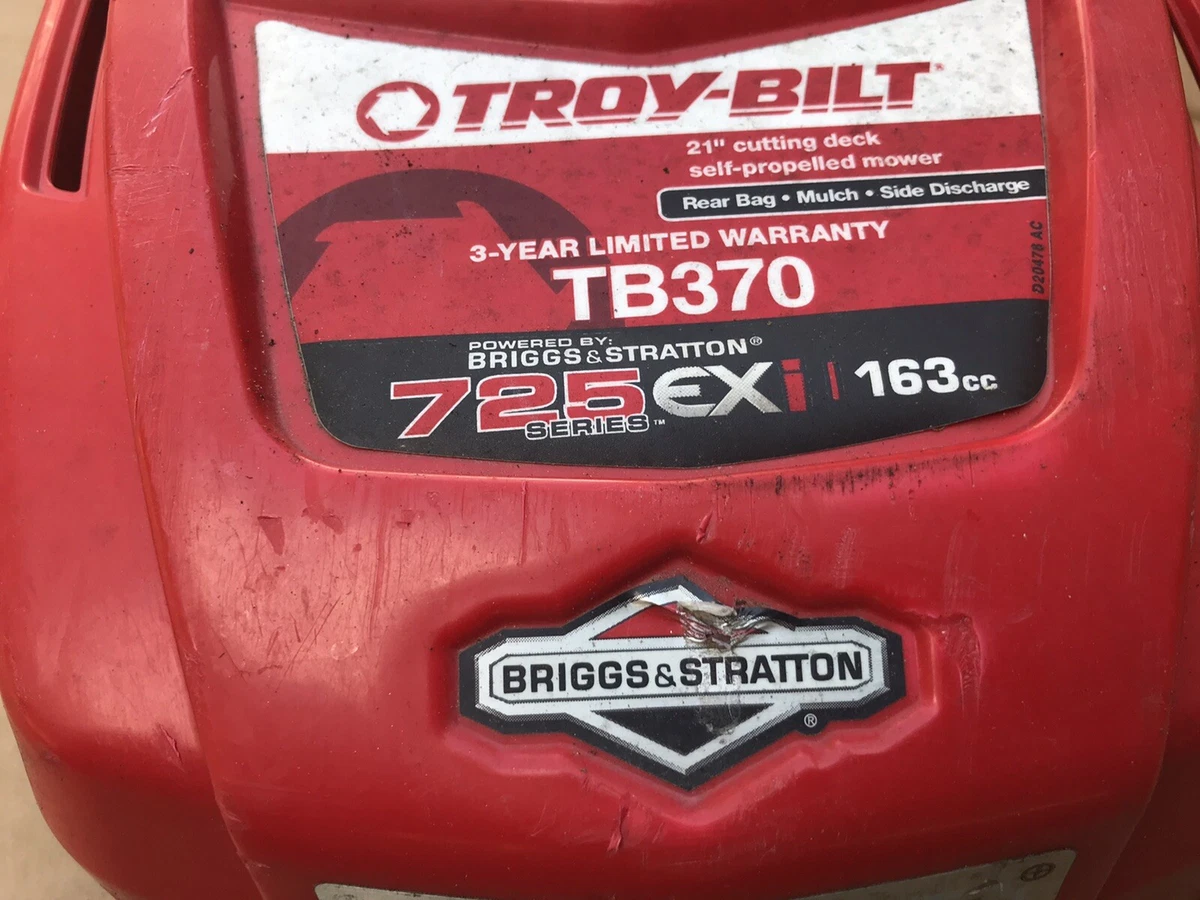 TROY-BILT
21" cutting deck
self-propelled mower
Rear Bag • Mulch • Side Discharge
3-YEAR LIMITED WARRANTY
TB370
D20478 AC
POWERED BY:
BRIGGS & STRATTON®
725 EXi | 163cc
SERIES™
BRIGGS & STRATTON
®